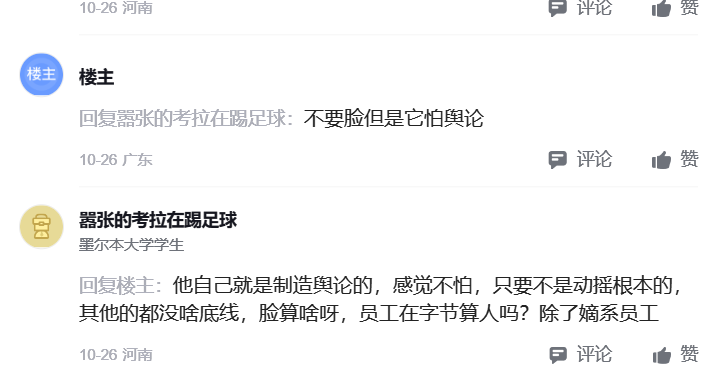 10-26 河南 评论 赞
楼主 楼主
回复嚣张的考拉在踢足球：不要脸但是它怕舆论
10-26 广东 评论 赞
嚣张的考拉在踢足球
墨尔本大学学生
回复楼主：他自己就是制造舆论的，感觉不怕，只要不是动摇根本的，
其他的都没啥底线，脸算啥呀，员工在字节算人吗？除了嫡系员工
10-26 河南 评论 赞